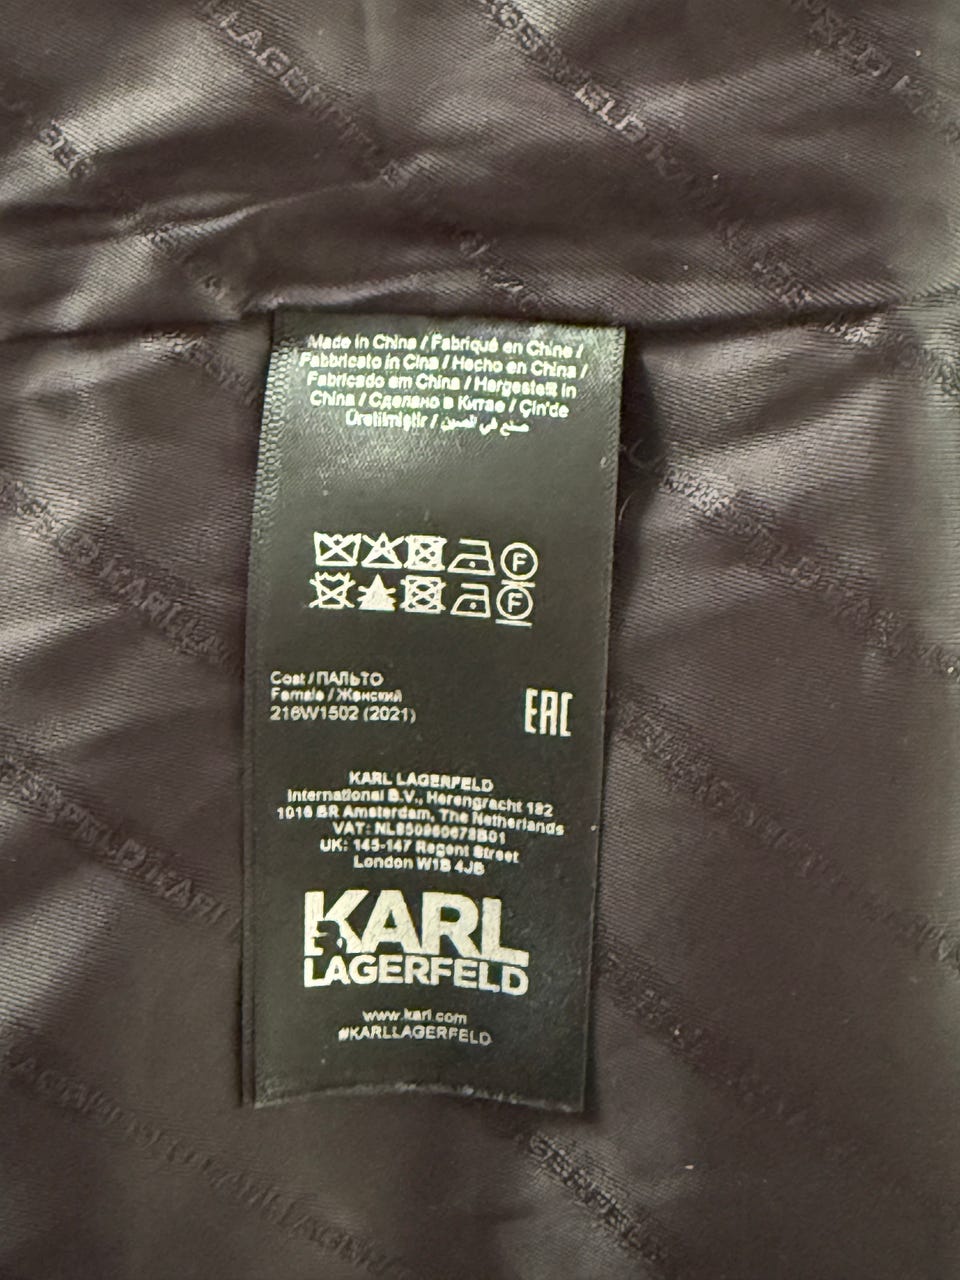 Made in China / Fabriqué en Chine /
Fabbricato in Cina / Hecho en China /
Fabricado em China / Hergestellt in
China / Сделано в Китае / Çin'de
Üretilmiştir / صنع في الصين
F
F
Coat / ПАЛЬТО
Female / Женский
216W1502 (2021)
EAC
KARL LAGERFELD
International B.V., Herengracht 182
1016 BR Amsterdam, The Netherlands
VAT: NL850960678B01
UK: 145-147 Regent Street
London W1B 4JB
KARL
LAGERFELD
www.karl.com
#KARLLAGERFELD